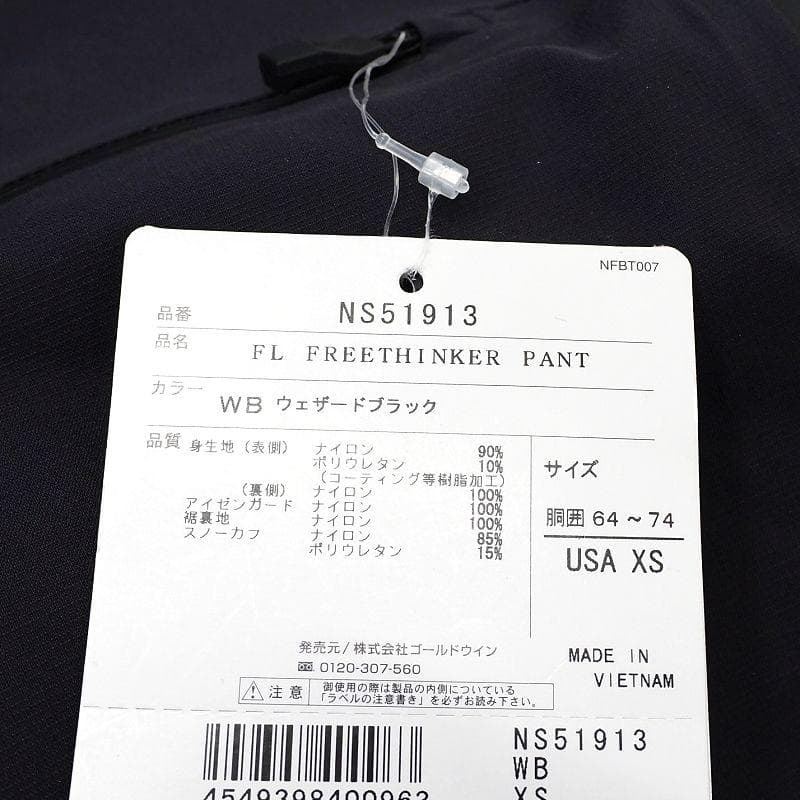 NFBT007
品番 NS51913
品名 FL FREETHINKER PANT
カラー WB ウェザードブラック
品質 身生地(表側) ナイロン 90%
ポリウレタン 10%
(コーティング等樹脂加工)
(裏側) ナイロン 100%
アイゼンガード ナイロン 100%
裾裏地 ナイロン 100%
スノーカフ ナイロン 85%
ポリウレタン 15%
サイズ
胴囲 64~74
USA XS
発売元/株式会社ゴールドウイン
0120-307-560
MADE IN
VIETNAM
注意 御使用の際は製品の内側についている
「ラベルの注意書き」を必ずお読み下さい。
NS51913
WB
XS
4549398400962